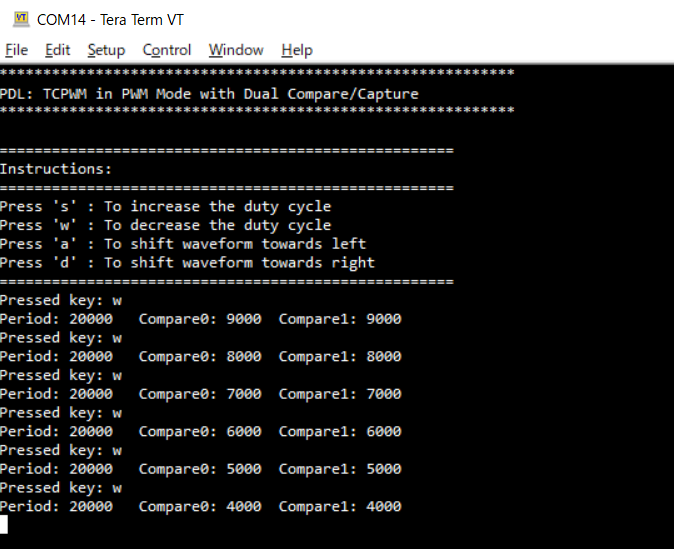 COM14 - Tera Term VT
File Edit Setup Control Window Help
***********************************************************
PDL: TCPWM in PWM Mode with Dual Compare/Capture
***********************************************************
====================================================
Instructions:
====================================================
Press 's' : To increase the duty cycle
Press 'w' : To decrease the duty cycle
Press 'a' : To shift waveform towards left
Press 'd' : To shift waveform towards right
====================================================
Pressed key: w
Period: 20000   Compare0: 9000  Compare1: 9000
Pressed key: w
Period: 20000   Compare0: 8000  Compare1: 8000
Pressed key: w
Period: 20000   Compare0: 7000  Compare1: 7000
Pressed key: w
Period: 20000   Compare0: 6000  Compare1: 6000
Pressed key: w
Period: 20000   Compare0: 5000  Compare1: 5000
Pressed key: w
Period: 20000   Compare0: 4000  Compare1: 4000